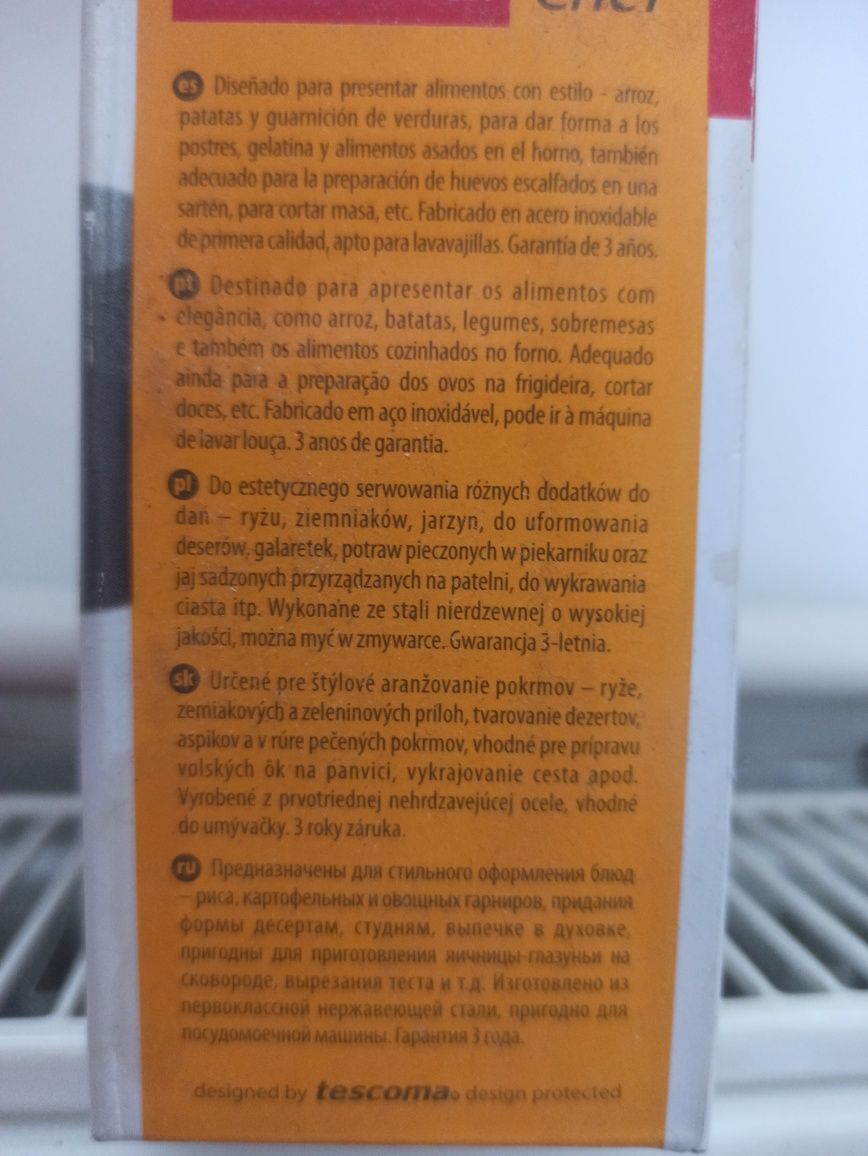 chef
es Diseñado para presentar alimentos con estilo - arroz,
patatas y guarnición de verduras, para dar forma a los
postres, gelatina y alimentos asados en el horno, también
adecuado para la preparación de huevos escalfados en una
sartén, para cortar masa, etc. Fabricado en acero inoxidable
de primera calidad, apto para lavavajillas. Garantía de 3 años.
pt Destinado para apresentar os alimentos com
elegância, como arroz, batatas, legumes, sobremesas
e também os alimentos cozinhados no forno. Adequado
ainda para a preparação dos ovos na frigideira, cortar
doces, etc. Fabricado em aço inoxidável, pode ir à máquina
de lavar louça. 3 anos de garantia.
pl Do estetycznego serwowania różnych dodatków do
dań – ryżu, ziemniaków, jarzyn, do uformowania
deserów, galaretek, potraw pieczonych w piekarniku oraz
jaj sadzonych przyrządzanych na patelni, do wykrawania
ciasta itp. Wykonane ze stali nierdzewnej o wysokiej
jakości, można myć w zmywarce. Gwarancja 3-letnia.
sk Určené pre štýlové aranžovanie pokrmov – ryže,
zemiakových a zeleninových príloh, tvarovanie dezertov,
aspikov a v rúre pečených pokrmov, vhodné pre prípravu
volských ôk na panvici, vykrajovanie cesta apod.
Vyrobené z prvotriednej nehrdzavejúcej ocele, vhodné
do umývačky. 3 roky záruka.
ru Предназначены для стильного оформления блюд
– риса, картофельных и овощных гарниров, придания
формы десертам, студням, выпечке в духовке,
пригодны для приготовления яичницы-глазуньи на
сковороде, вырезания теста и т.д. Изготовлено из
первоклассной нержавеющей стали, пригодно для
посудомоечной машины. Гарантия 3 года.
designed by tescoma® design protected